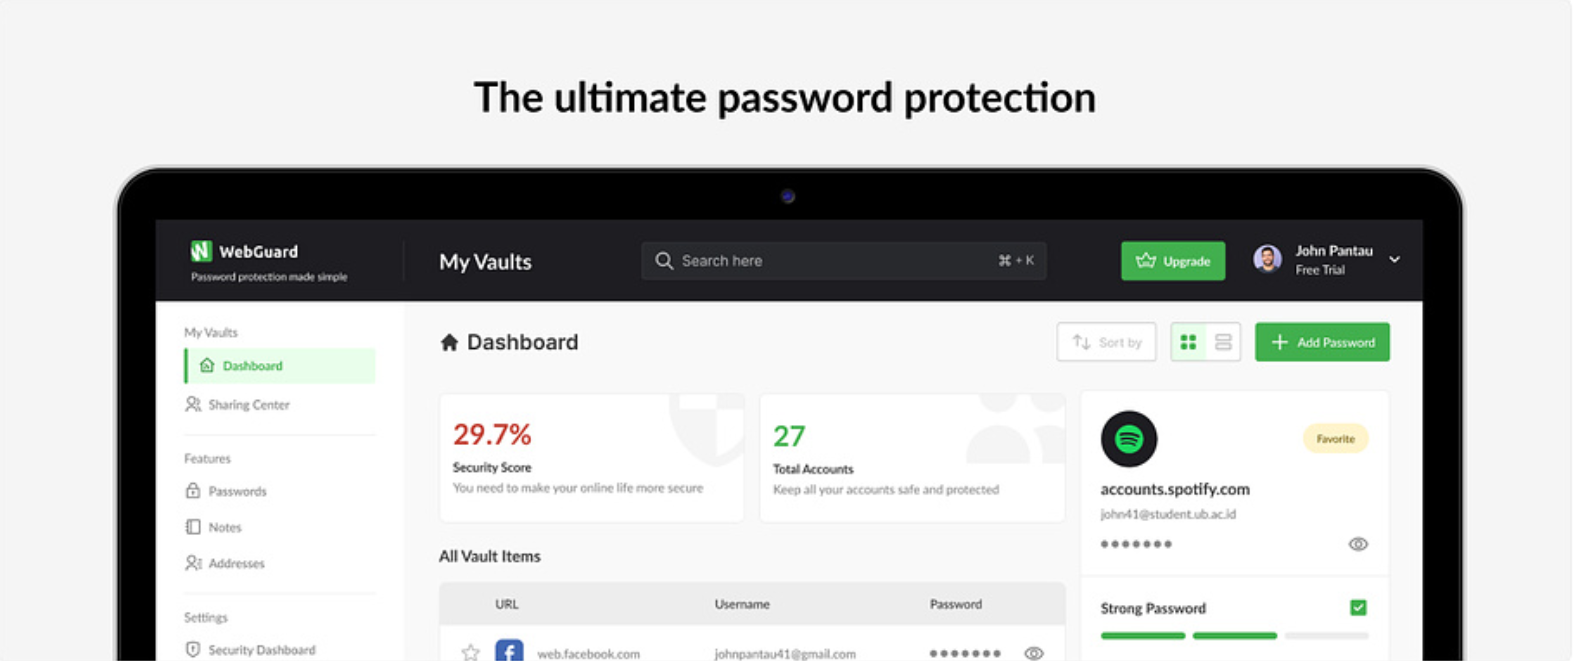 The ultimate password protection
WebGuard
Password protection made simple
My Vaults
Search here
⌘ + K
Upgrade
John Pantau
Free Trial
My Vaults
Dashboard
Sharing Center
Features
Passwords
Notes
Addresses
Settings
Security Dashboard
Dashboard
Sort by
Add Password
29.7%
Security Score
You need to make your online life more secure
27
Total Accounts
Keep all your accounts safe and protected
All Vault Items
URL Username Password
web.facebook.com johnpantau41@gmail.com •••••••
Favorite
accounts.spotify.com
john41@student.ub.ac.id
•••••••
Strong Password